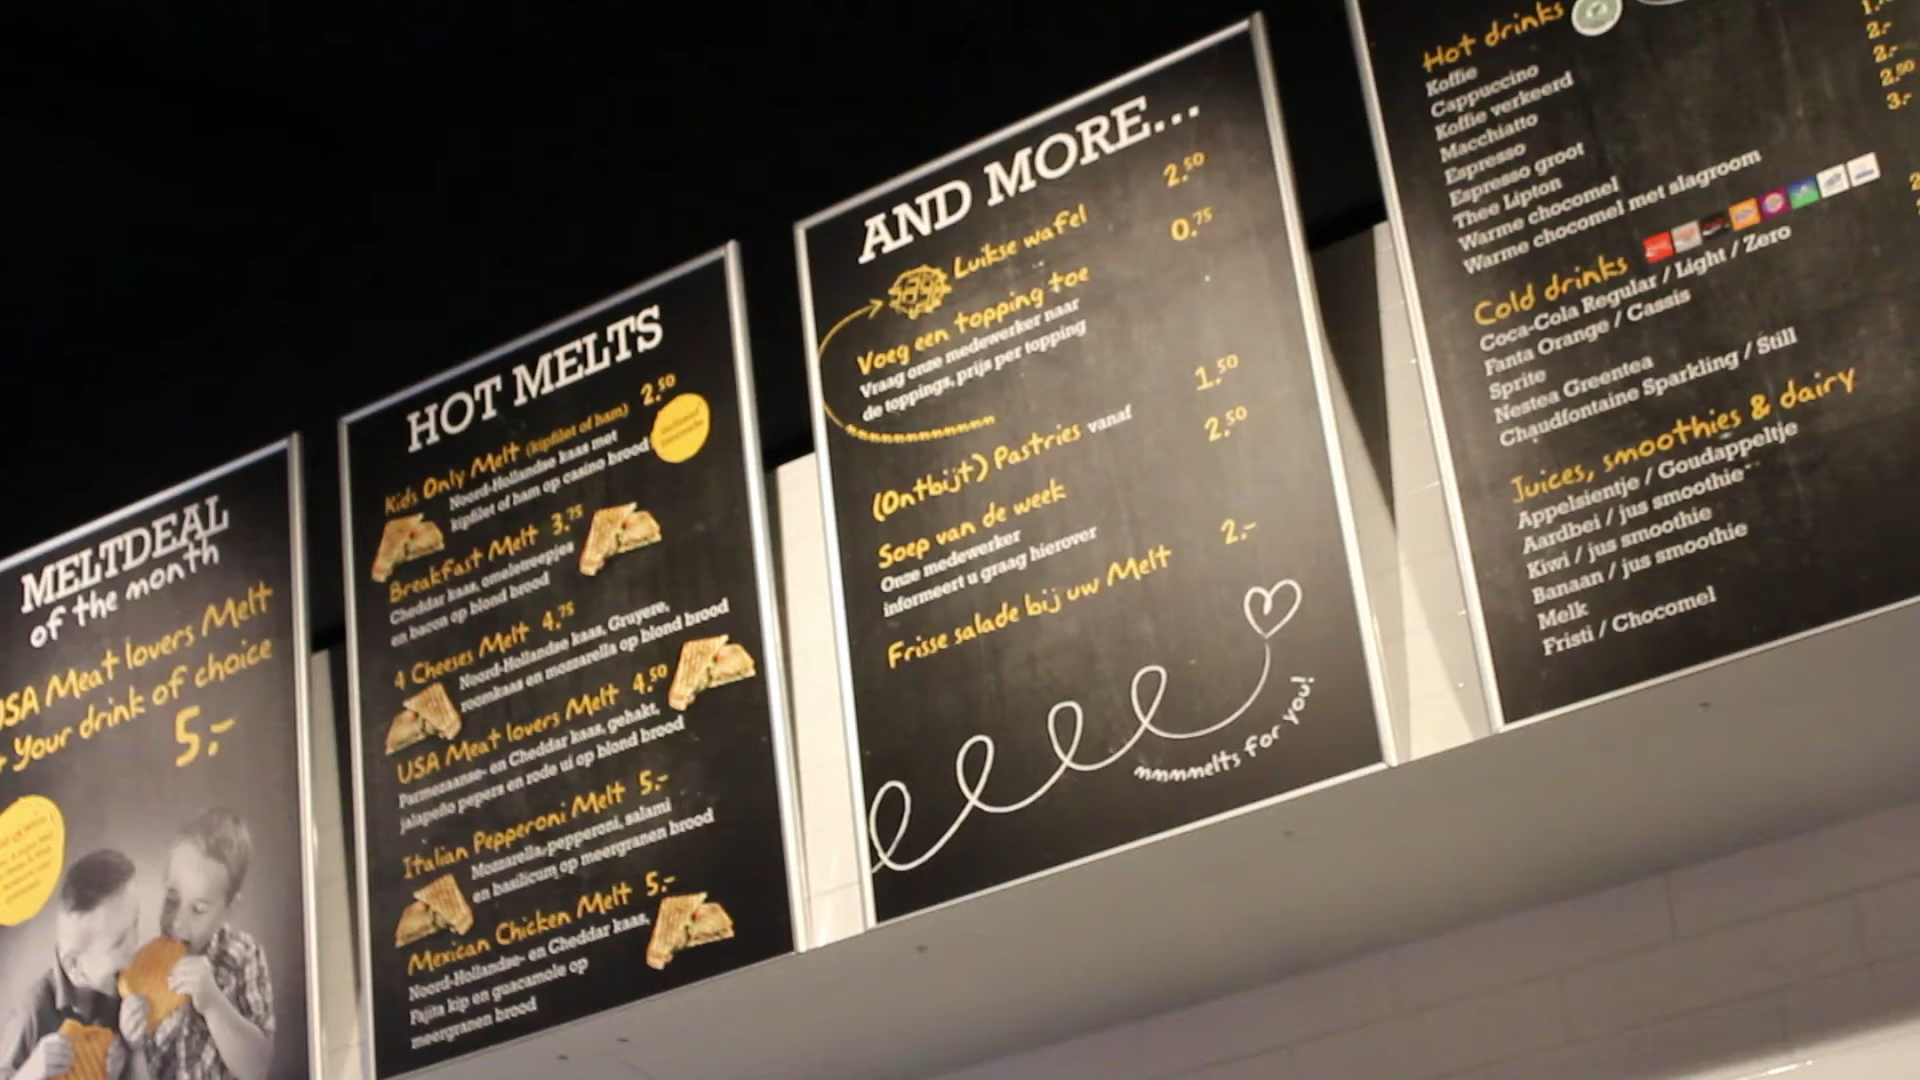 MELTDEAL
of the month
USA Meat lovers Melt
+ your drink of choice
5.-
HOT MELTS
Kids Only Melt (kipfilet of ham) 2.50
Noord-Hollandse kaas met
kipfilet of ham op casino brood
Breakfast Melt 3.75
Cheddar kaas, omeletreepjes
en bacon op blond brood
4 Cheeses Melt 4.75
Noord-Hollandse kaas, Gruyere,
roomkaas en mozzarella op blond brood
USA Meat lovers Melt 4.50
Parmezaanse- en Cheddar kaas, gehakt,
jalapeño pepers en rode ui op blond brood
Italian Pepperoni Melt 5.-
Mozzarella, pepperoni, salami
en basilicum op meergranen brood
Mexican Chicken Melt 5.-
Noord-Hollandse- en Cheddar kaas,
Fajita kip en guacamole op
meergranen brood
AND MORE...
Luikse wafel 2.50
Voeg een topping toe 0.75
Vraag onze medewerker naar
de toppings, prijs per topping
(Ontbijt) Pastries vanaf 1.50
Soep van de week 2.50
Onze medewerker
informeert u graag hierover
Frisse salade bij uw Melt 2.-
mmmmelts for you!
Hot drinks
Koffie
Cappuccino 2.-
Koffie verkeerd 2.-
Macchiatto 2.50
Espresso 3.-
Espresso groot
Thee Lipton
Warme chocomel
Warme chocomel met slagroom
Cold drinks
Coca-Cola Regular / Light / Zero
Fanta Orange / Cassis
Sprite
Nestea Greentea
Chaudfontaine Sparkling / Still
Juices, smoothies & dairy
Appelsientje / Goudappeltje
Aardbei / jus smoothie
Kiwi / jus smoothie
Banaan / jus smoothie
Melk
Fristi / Chocomel